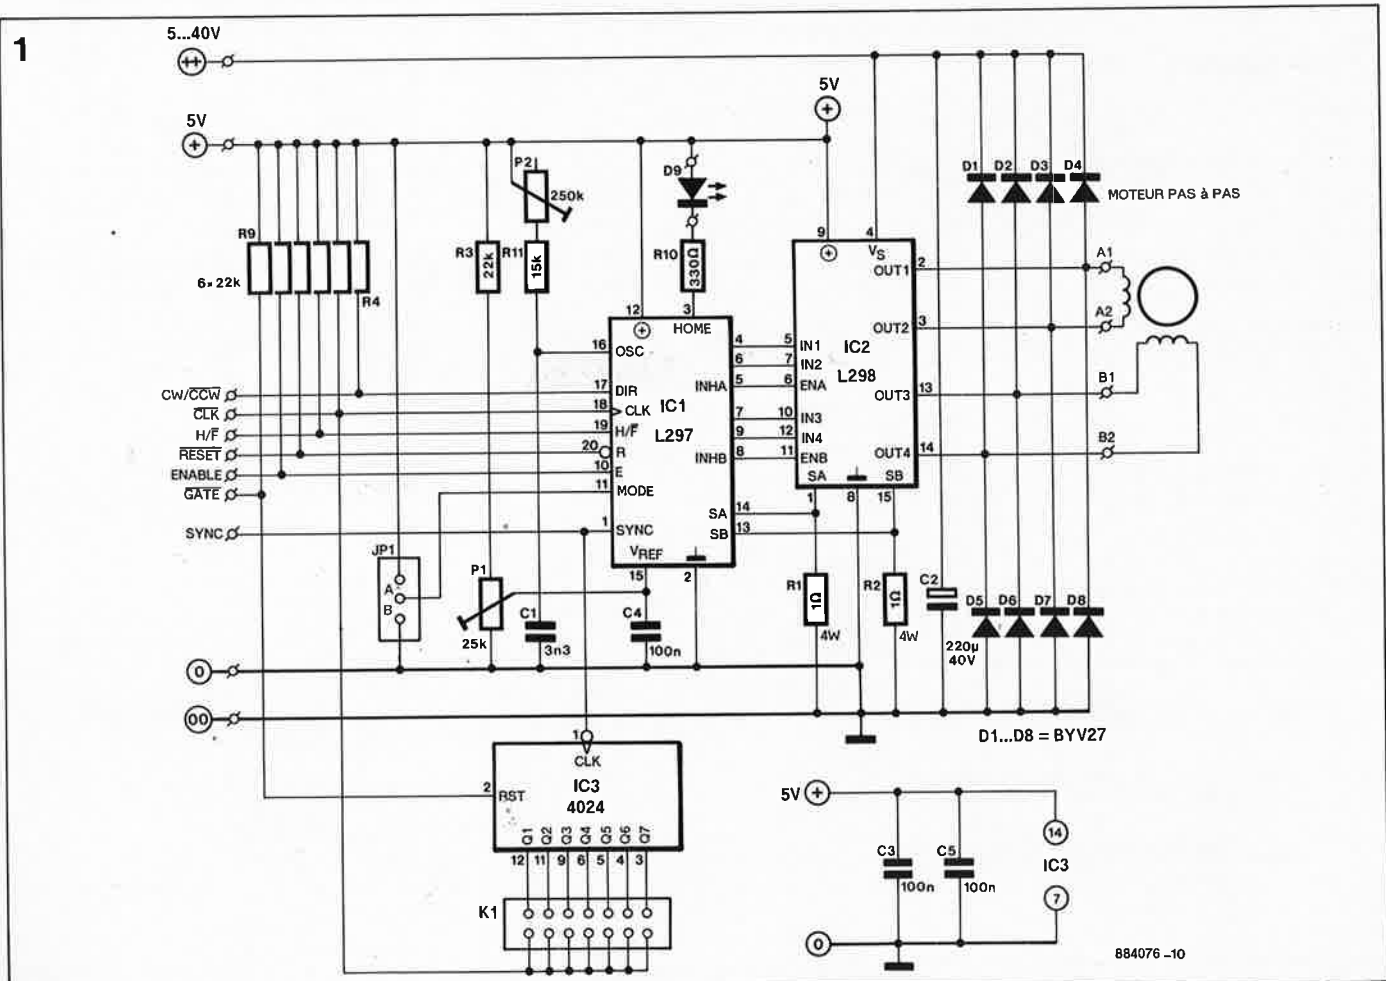 1
5...40V
++
5V
+
5V
+
R9
6×22k
R4
R3
22k
P2
250k
R11
15k
D9
R10
330Ω
D1
D2
D3
D4
MOTEUR PAS à PAS
A1
A2
B1
B2
CW/C̅C̅W̅
C̅L̅K̅
H/F̅
R̅E̅S̅E̅T̅
ENABLE
G̅A̅T̅E̅
SYNC
12
+
3
HOME
16
OSC
17
DIR
18
CLK
19
H/F̅
20
R
10
E
11
MODE
1
SYNC
VREF
15
2
IC1
L297
INHA
INHB
SA
SB
4
6
5
7
9
8
14
13
9
+
4
VS
5
IN1
7
IN2
6
ENA
10
IN3
12
IN4
11
ENB
IC2
L298
OUT1
2
OUT2
3
OUT3
13
OUT4
14
SA
SB
1
8
15
JP1
A
B
P1
25k
C1
3n3
C4
100n
R1
1Ω
4W
R2
1Ω
4W
C2
220µ
40V
D5
D6
D7
D8
D1...D8 = BYV27
0
00
1
CLK
IC3
4024
2
RST
Q1
Q2
Q3
Q4
Q5
Q6
Q7
12
11
9
6
5
4
3
K1
5V
+
C3
100n
C5
100n
14
IC3
7
0
884076 -10